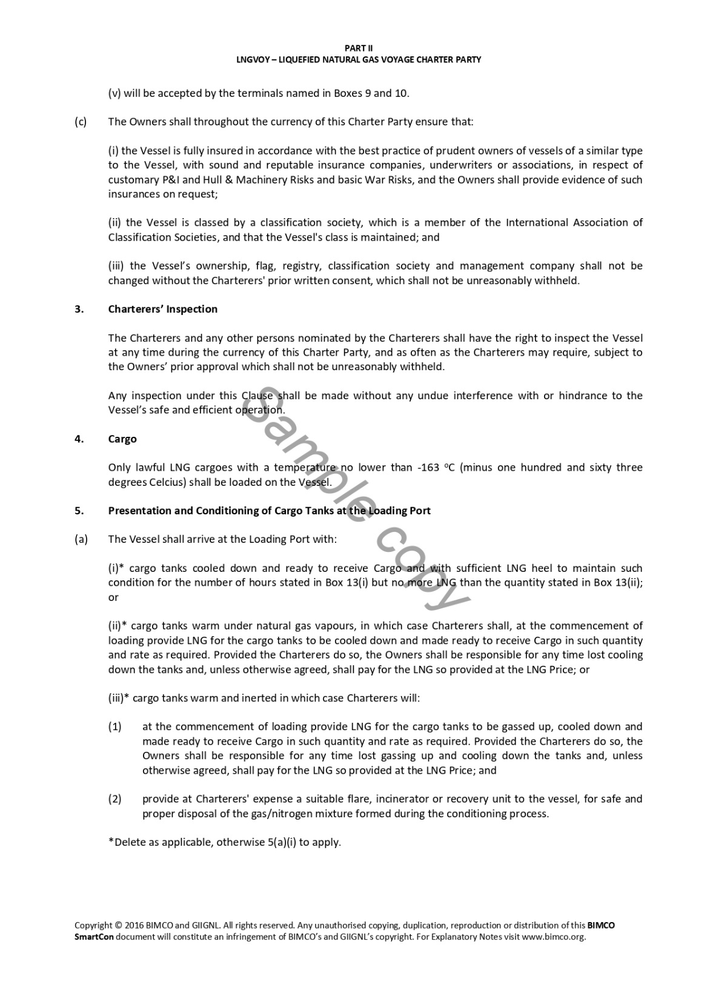 PART II
LNGVOY – LIQUEFIED NATURAL GAS VOYAGE CHARTER PARTY
(v) will be accepted by the terminals named in Boxes 9 and 10.
(c) The Owners shall throughout the currency of this Charter Party ensure that:
(i) the Vessel is fully insured in accordance with the best practice of prudent owners of vessels of a similar type
to the Vessel, with sound and reputable insurance companies, underwriters or associations, in respect of
customary P&I and Hull & Machinery Risks and basic War Risks, and the Owners shall provide evidence of such
insurances on request;
(ii) the Vessel is classed by a classification society, which is a member of the International Association of
Classification Societies, and that the Vessel's class is maintained; and
(iii) the Vessel’s ownership, flag, registry, classification society and management company shall not be
changed without the Charterers' prior written consent, which shall not be unreasonably withheld.
3. Charterers’ Inspection
The Charterers and any other persons nominated by the Charterers shall have the right to inspect the Vessel
at any time during the currency of this Charter Party, and as often as the Charterers may require, subject to
the Owners’ prior approval which shall not be unreasonably withheld.
Any inspection under this Clause shall be made without any undue interference with or hindrance to the
Vessel’s safe and efficient operation.
4. Cargo
Only lawful LNG cargoes with a temperature no lower than -163 ºC (minus one hundred and sixty three
degrees Celcius) shall be loaded on the Vessel.
5. Presentation and Conditioning of Cargo Tanks at the Loading Port
(a) The Vessel shall arrive at the Loading Port with:
(i)* cargo tanks cooled down and ready to receive Cargo and with sufficient LNG heel to maintain such
condition for the number of hours stated in Box 13(i) but no more LNG than the quantity stated in Box 13(ii);
or
(ii)* cargo tanks warm under natural gas vapours, in which case Charterers shall, at the commencement of
loading provide LNG for the cargo tanks to be cooled down and made ready to receive Cargo in such quantity
and rate as required. Provided the Charterers do so, the Owners shall be responsible for any time lost cooling
down the tanks and, unless otherwise agreed, shall pay for the LNG so provided at the LNG Price; or
(iii)* cargo tanks warm and inerted in which case Charterers will:
(1) at the commencement of loading provide LNG for the cargo tanks to be gassed up, cooled down and
made ready to receive Cargo in such quantity and rate as required. Provided the Charterers do so, the
Owners shall be responsible for any time lost gassing up and cooling down the tanks and, unless
otherwise agreed, shall pay for the LNG so provided at the LNG Price; and
(2) provide at Charterers' expense a suitable flare, incinerator or recovery unit to the vessel, for safe and
proper disposal of the gas/nitrogen mixture formed during the conditioning process.
*Delete as applicable, otherwise 5(a)(i) to apply.
Sample copy
Copyright © 2016 BIMCO and GIIGNL. All rights reserved. Any unauthorised copying, duplication, reproduction or distribution of this BIMCO
SmartCon document will constitute an infringement of BIMCO’s and GIIGNL’s copyright. For Explanatory Notes visit www.bimco.org.